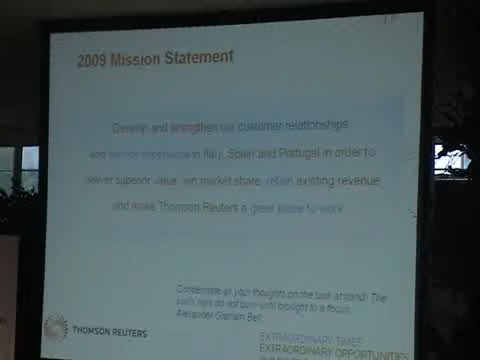 2009 Mission Statement
Develop and strengthen our customer relationships
and in Italy, Spain and Portugal in order to
deliver superior value, win market share, retain existing revenue
and make Thomson Reuters a great place to work
Concentrate all your thoughts on the task at hand. The
sun's rays do not burn until brought to a focus.
Alexander Graham Bell
THOMSON REUTERS
EXTRAORDINARY TIMES
EXTRAORDINARY OPPORTUNITIES